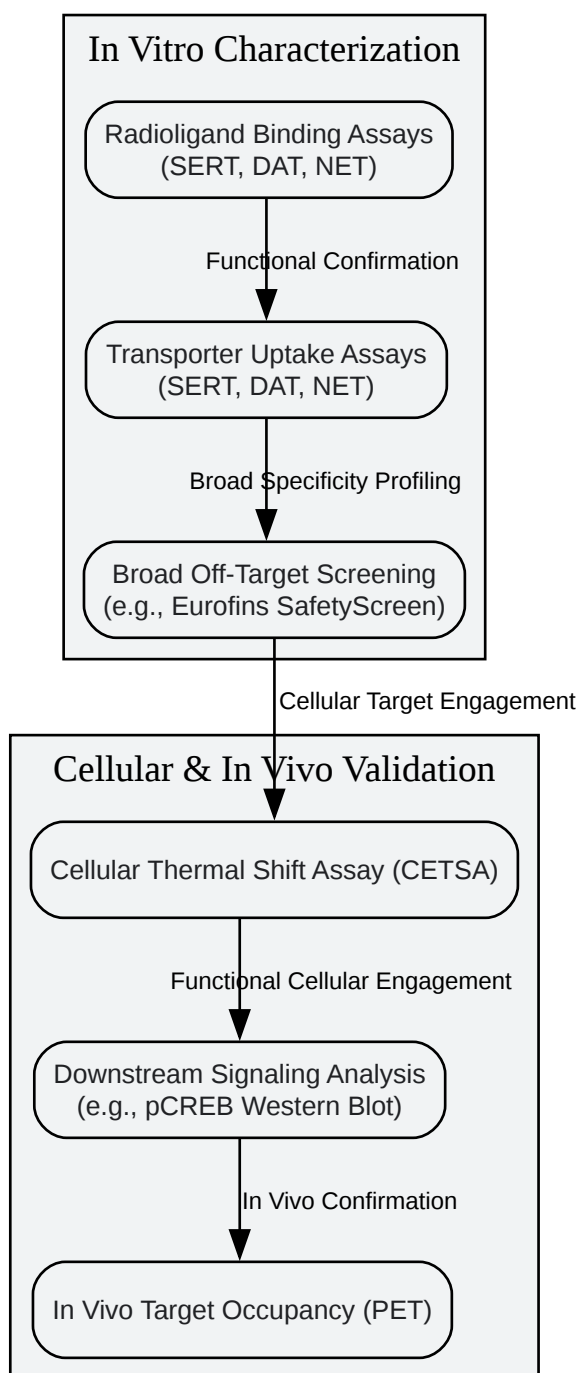 In Vitro Characterization
Radioligand Binding Assays
(SERT, DAT, NET)
Functional Confirmation
Transporter Uptake Assays
(SERT, DAT, NET)
Broad Specificity Profiling
Broad Off-Target Screening
(e.g., Eurofins SafetyScreen)
Cellular Target Engagement
Cellular & In Vivo Validation
Cellular Thermal Shift Assay (CETSA)
Functional Cellular Engagement
Downstream Signaling Analysis
(e.g., pCREB Western Blot)
In Vivo Confirmation
In Vivo Target Occupancy (PET)